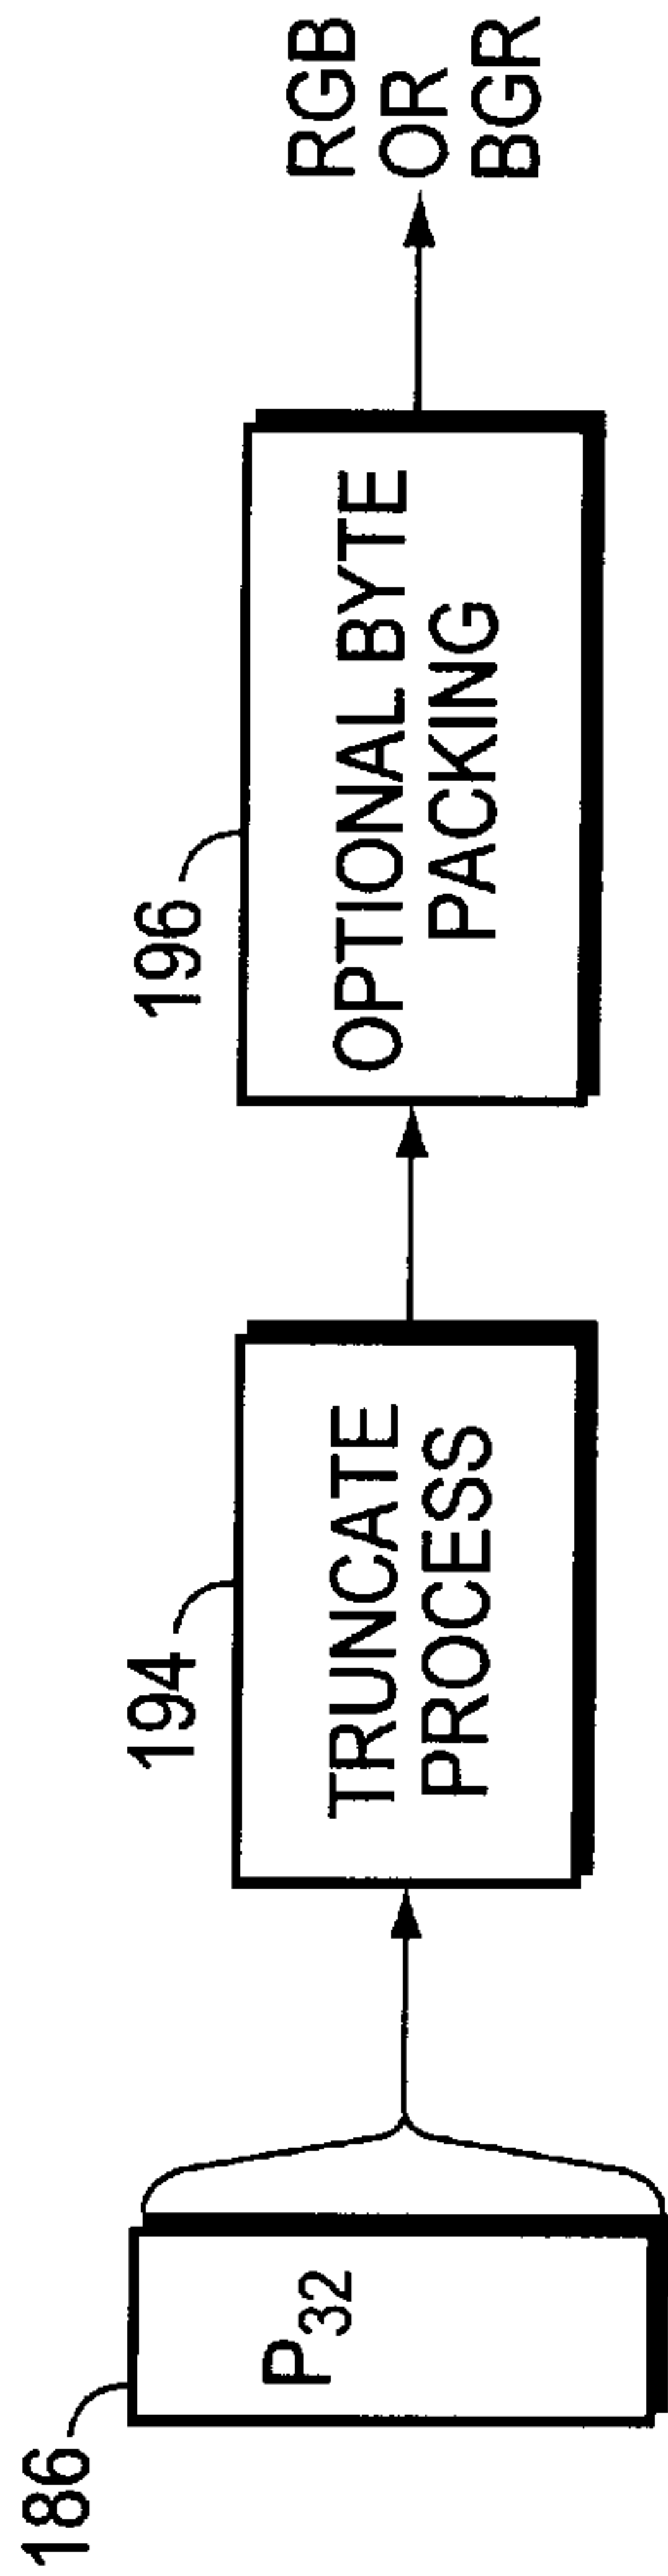 186
P32
194
TRUNCATE
PROCESS
196
OPTIONAL BYTE
PACKING
RGB
OR
BGR